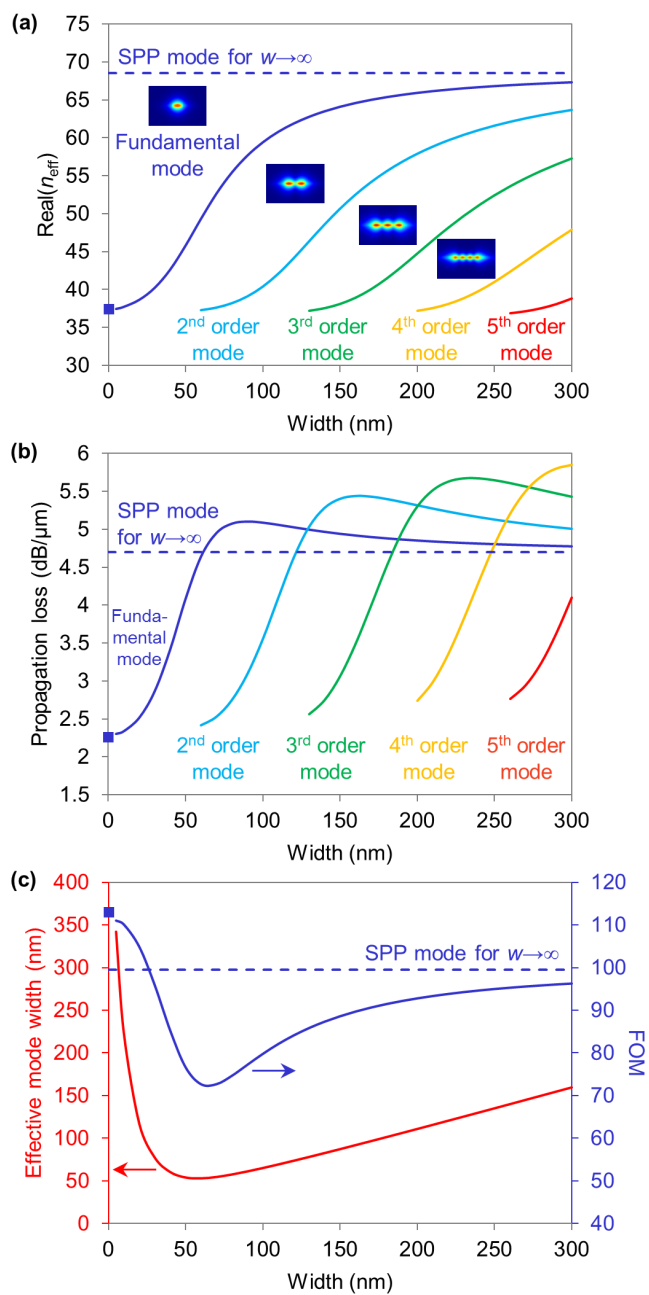 (a)
75
70
65
60
55
50
45
40
35
30
Real(n_eff)
SPP mode for w→∞
Fundamental
mode
2nd order
mode
3rd order
mode
4th order
mode
5th order
mode
0 50 100 150 200 250 300
Width (nm)
(b)
6
5.5
5
4.5
4
3.5
3
2.5
2
1.5
Propagation loss (dB/μm)
SPP mode
for w→∞
Funda-
mental
mode
2nd order
mode
3rd order
mode
4th order
mode
5th order
mode
0 50 100 150 200 250 300
Width (nm)
(c)
400
350
300
250
200
150
100
50
0
Effective mode width (nm)
SPP mode for w→∞
120
110
100
90
80
70
60
50
40
FOM
0 50 100 150 200 250 300
Width (nm)